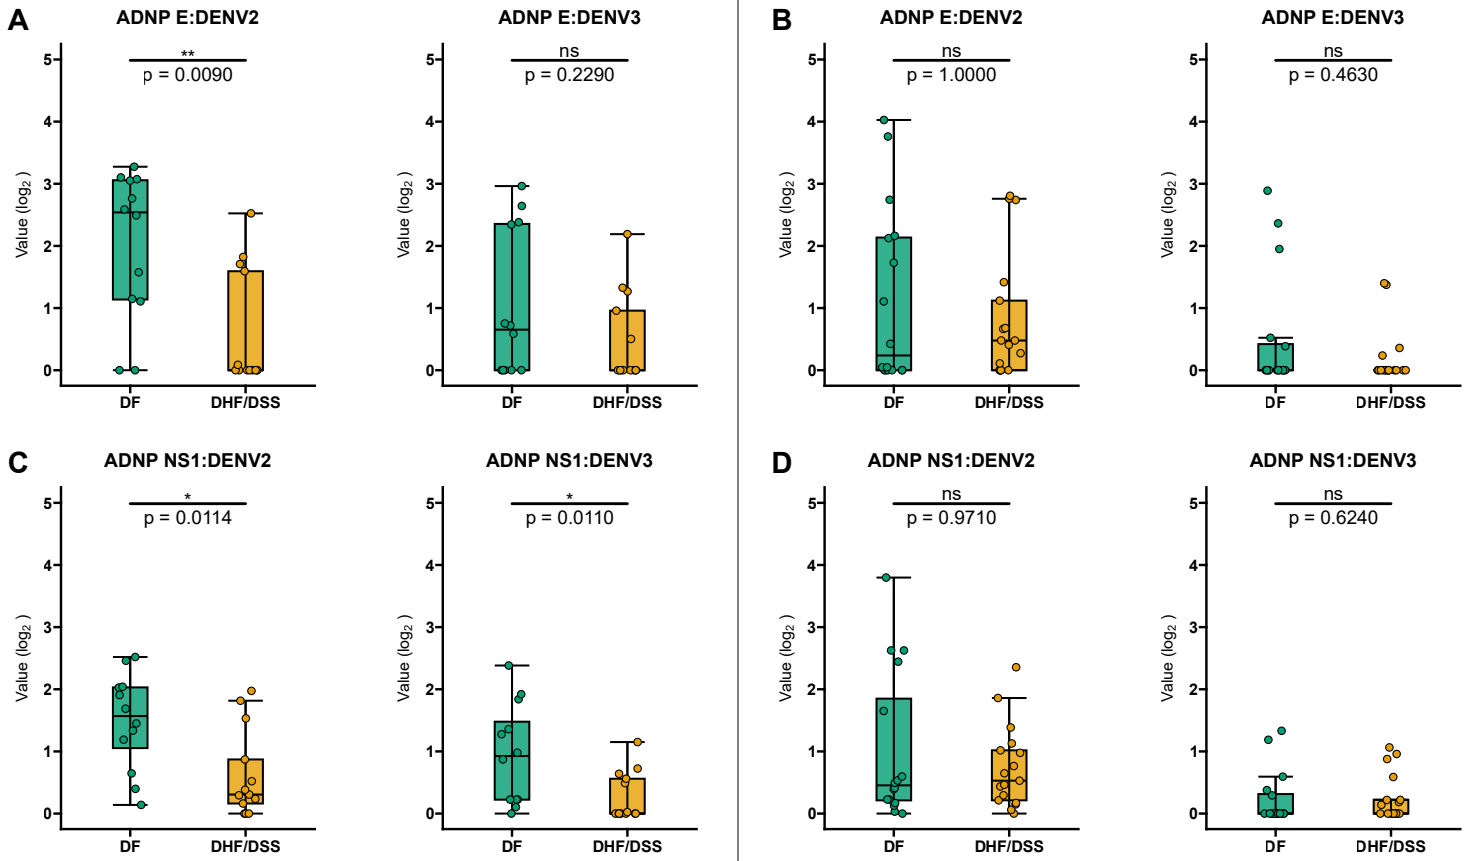 A
ADNP E:DENV2
**
p = 0.0090
Value (log2 )
5
4
3
2
1
0
DF
DHF/DSS
ADNP E:DENV3
ns
p = 0.2290
Value (log2 )
5
4
3
2
1
0
DF
DHF/DSS
B
ADNP E:DENV2
ns
p = 1.0000
Value (log2 )
5
4
3
2
1
0
DF
DHF/DSS
ADNP E:DENV3
ns
p = 0.4630
Value (log2 )
5
4
3
2
1
0
DF
DHF/DSS
C
ADNP NS1:DENV2
*
p = 0.0114
Value (log2 )
5
4
3
2
1
0
DF
DHF/DSS
ADNP NS1:DENV3
*
p = 0.0110
Value (log2 )
5
4
3
2
1
0
DF
DHF/DSS
D
ADNP NS1:DENV2
ns
p = 0.9710
Value (log2 )
5
4
3
2
1
0
DF
DHF/DSS
ADNP NS1:DENV3
ns
p = 0.6240
Value (log2 )
5
4
3
2
1
0
DF
DHF/DSS